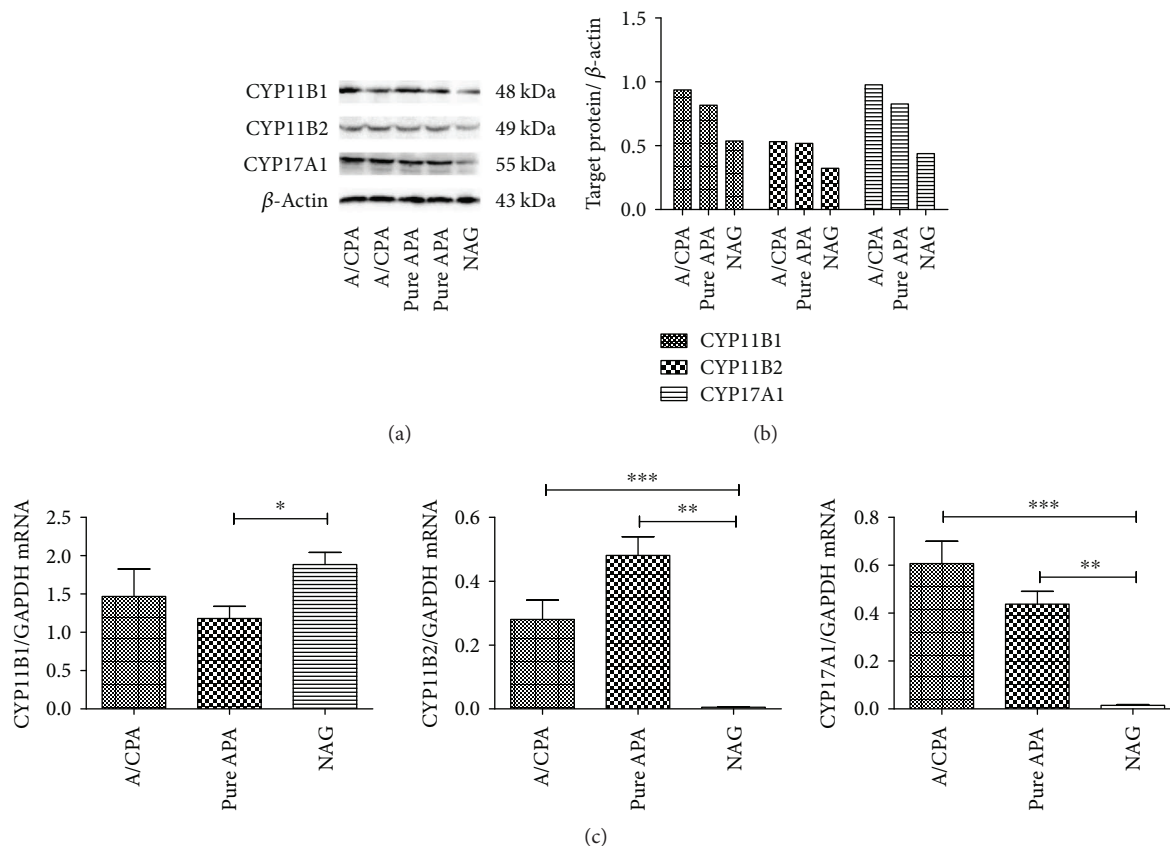 CYP11B1 48 kDa
CYP11B2 49 kDa
CYP17A1 55 kDa
β-Actin 43 kDa
A/CPA
A/CPA
Pure APA
Pure APA
NAG
(a)
Target protein/ β-actin
1.5
1.0
0.5
0.0
A/CPA
Pure APA
NAG
A/CPA
Pure APA
NAG
A/CPA
Pure APA
NAG
CYP11B1
CYP11B2
CYP17A1
(b)
CYP11B1/GAPDH mRNA
2.5
2.0
1.5
1.0
0.5
0.0
*
A/CPA
Pure APA
NAG
CYP11B2/GAPDH mRNA
0.6
0.4
0.2
0.0
***
**
A/CPA
Pure APA
NAG
CYP17A1/GAPDH mRNA
0.8
0.6
0.4
0.2
0.0
***
**
A/CPA
Pure APA
NAG
(c)